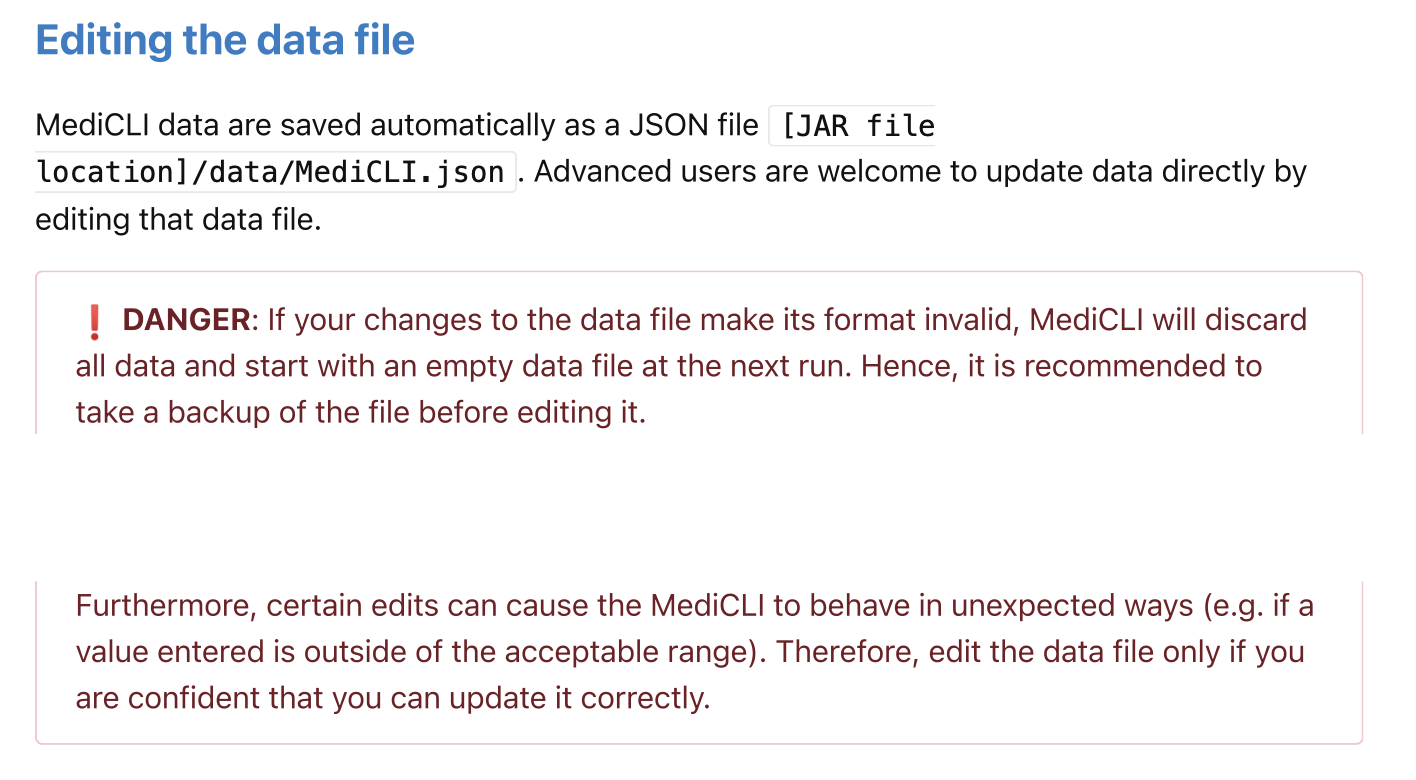 Editing the data file
MediCLI data are saved automatically as a JSON file [JAR file
location]/data/MediCLI.json. Advanced users are welcome to update data directly by
editing that data file.
❗ DANGER: If your changes to the data file make its format invalid, MediCLI will discard
all data and start with an empty data file at the next run. Hence, it is recommended to
take a backup of the file before editing it.
Furthermore, certain edits can cause the MediCLI to behave in unexpected ways (e.g. if a
value entered is outside of the acceptable range). Therefore, edit the data file only if you
are confident that you can update it correctly.